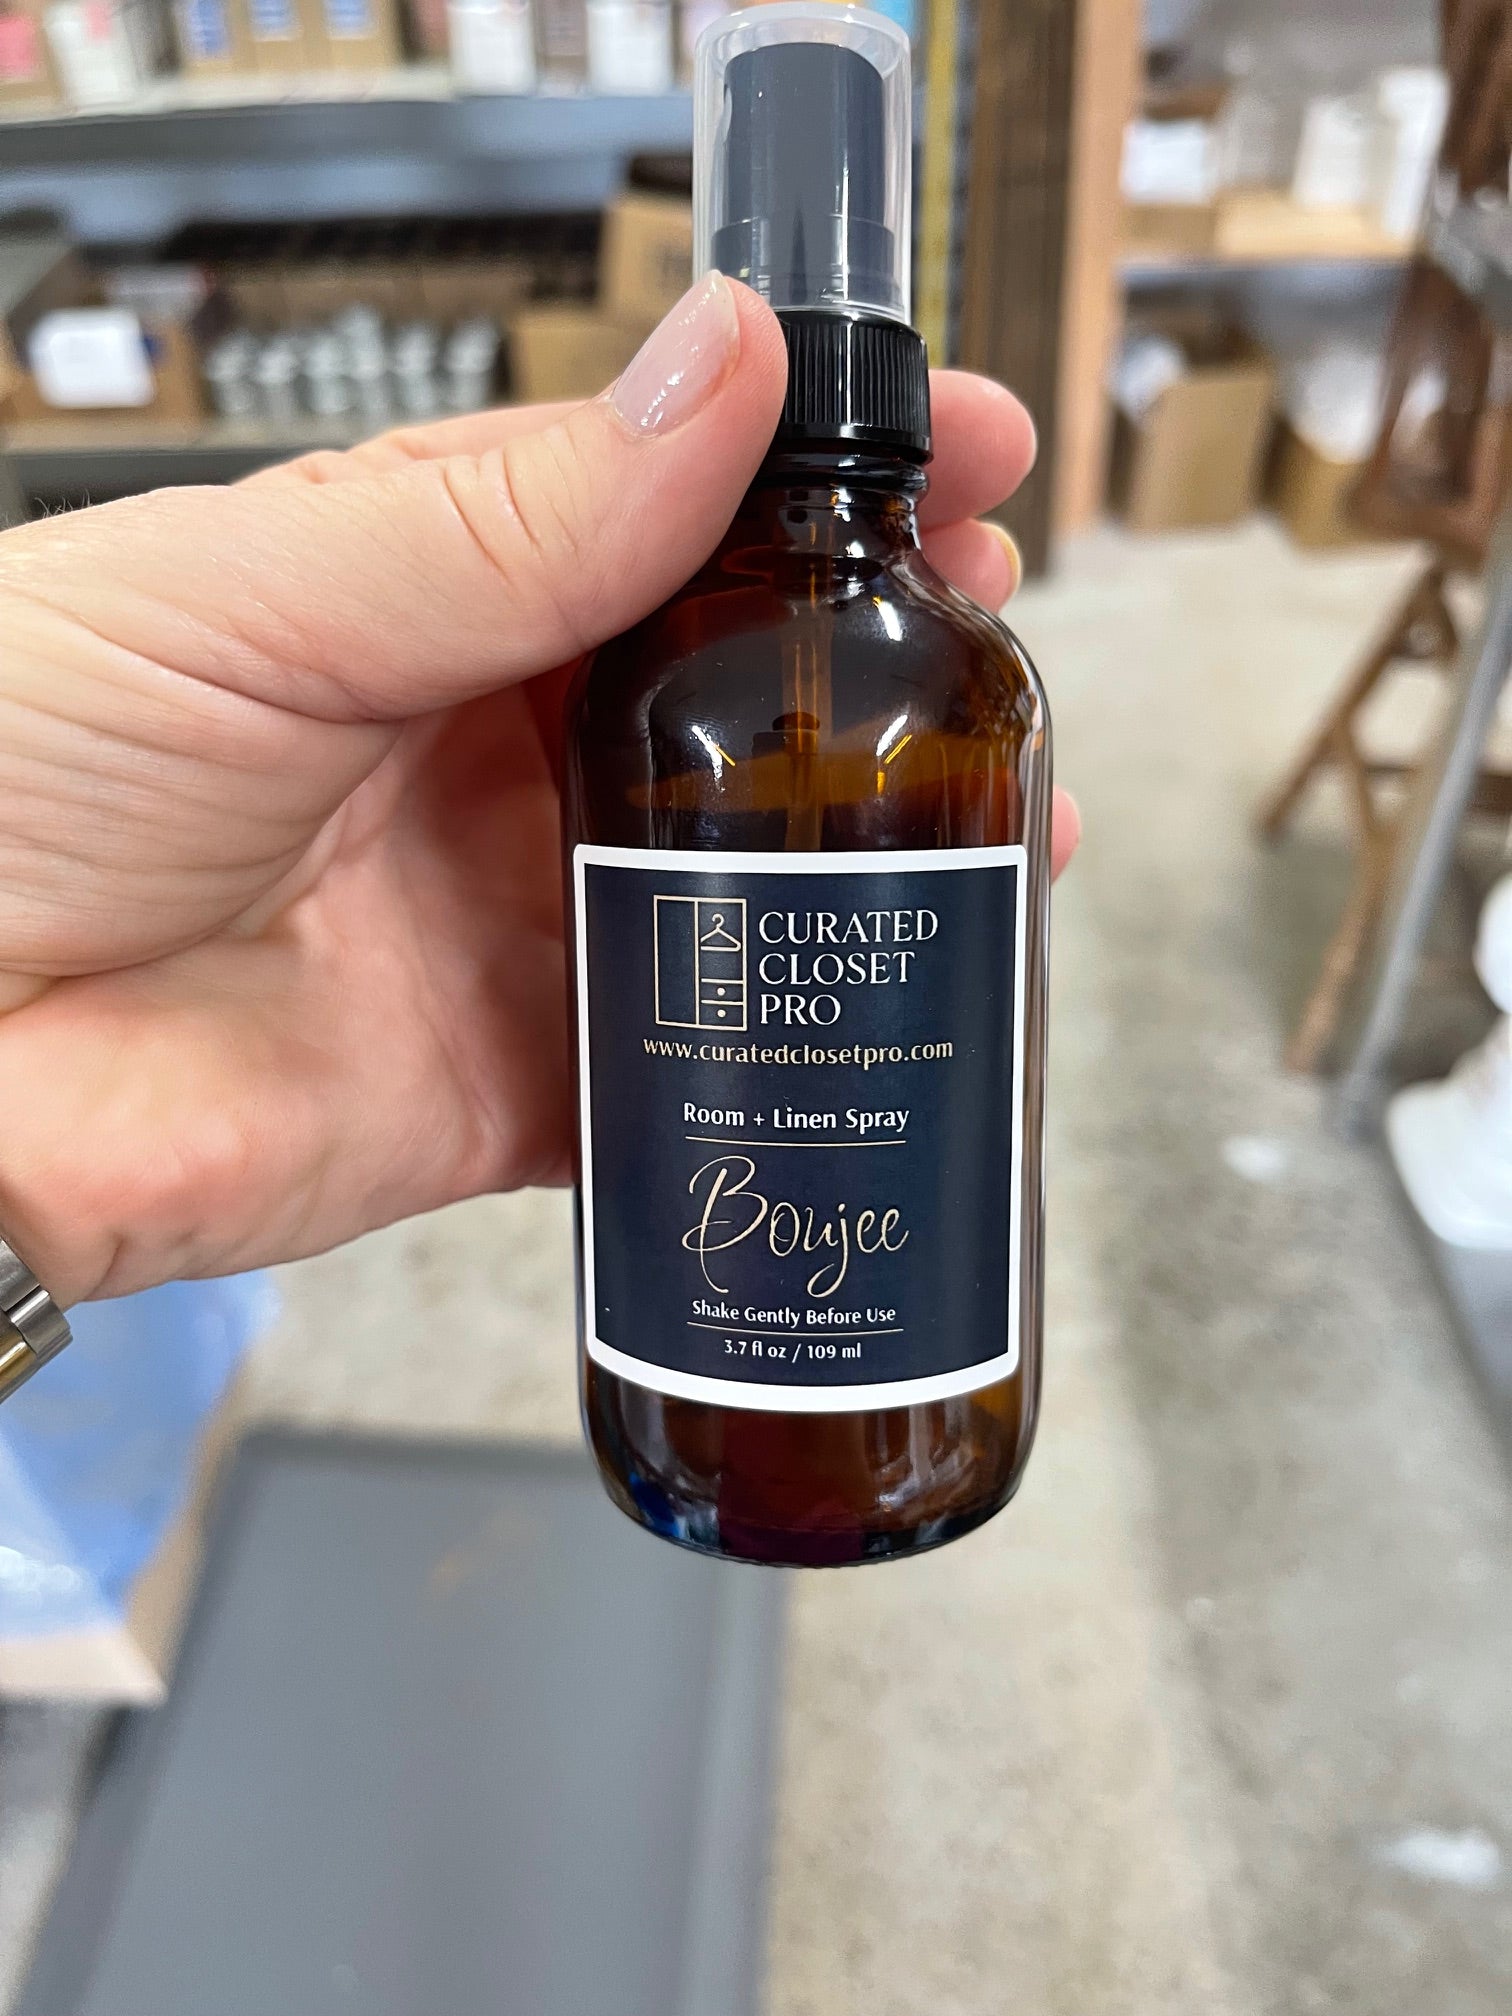 CURATED
CLOSET
PRO
www.curatedclosetpro.com
Room + Linen Spray
Boujee
Shake Gently Before Use
3.7 fl oz / 109 ml